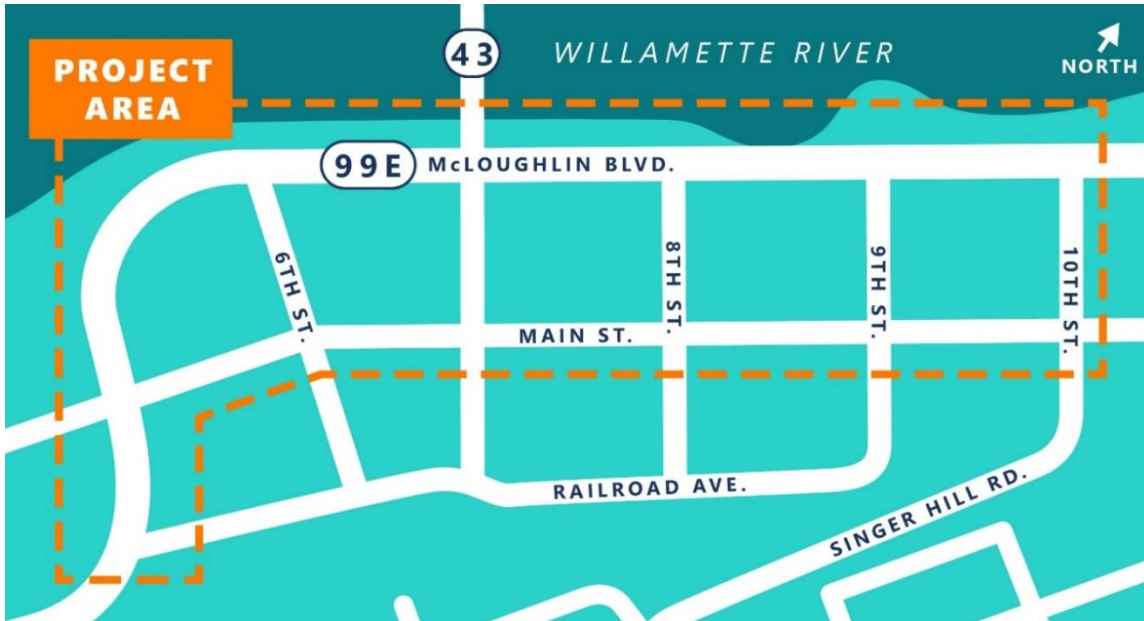 PROJECT
AREA
43
WILLAMETTE RIVER
NORTH
99E
McLOUGHLIN BLVD.
6TH ST.
8TH ST.
9TH ST.
10TH ST.
MAIN ST.
RAILROAD AVE.
SINGER HILL RD.